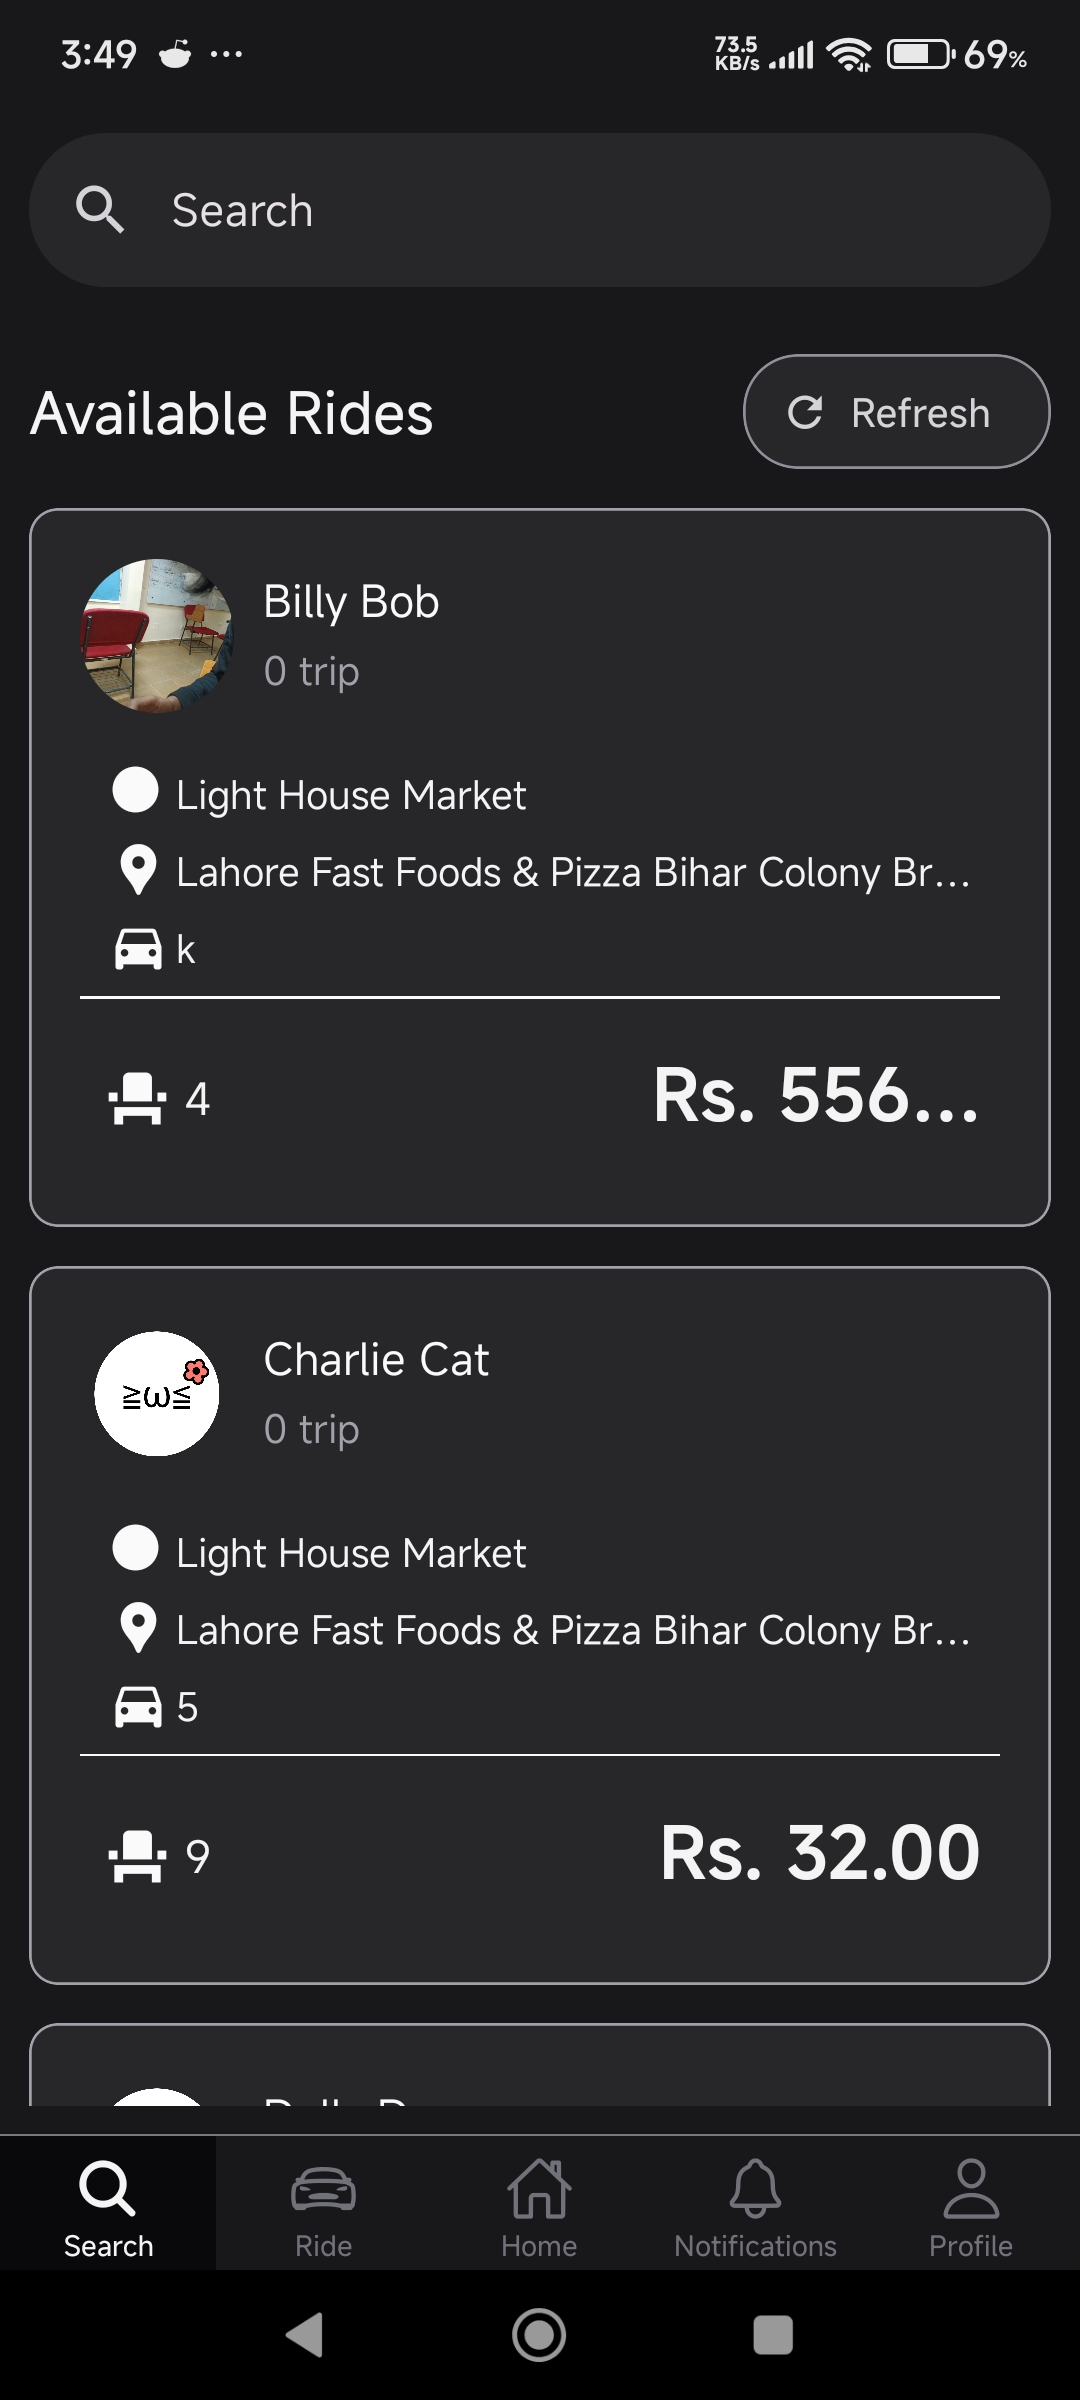 3:49 ... 73.5 KB/s 69%
Search
Available Rides Refresh
Billy Bob
0 trip
Light House Market
Lahore Fast Foods & Pizza Bihar Colony Br...
k
4 Rs. 556...
≧ω≦
Charlie Cat
0 trip
Light House Market
Lahore Fast Foods & Pizza Bihar Colony Br...
5
9 Rs. 32.00
Search Ride Home Notifications Profile